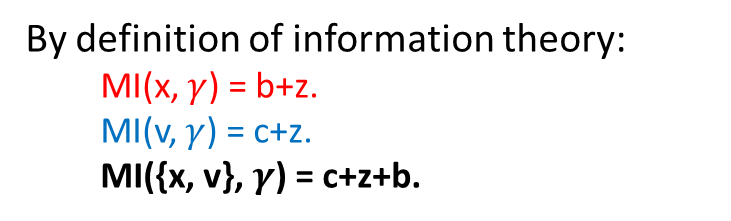 By definition of information theory:
MI(x, γ) = b+z.
MI(v, γ) = c+z.
MI({x, v}, γ) = c+z+b.